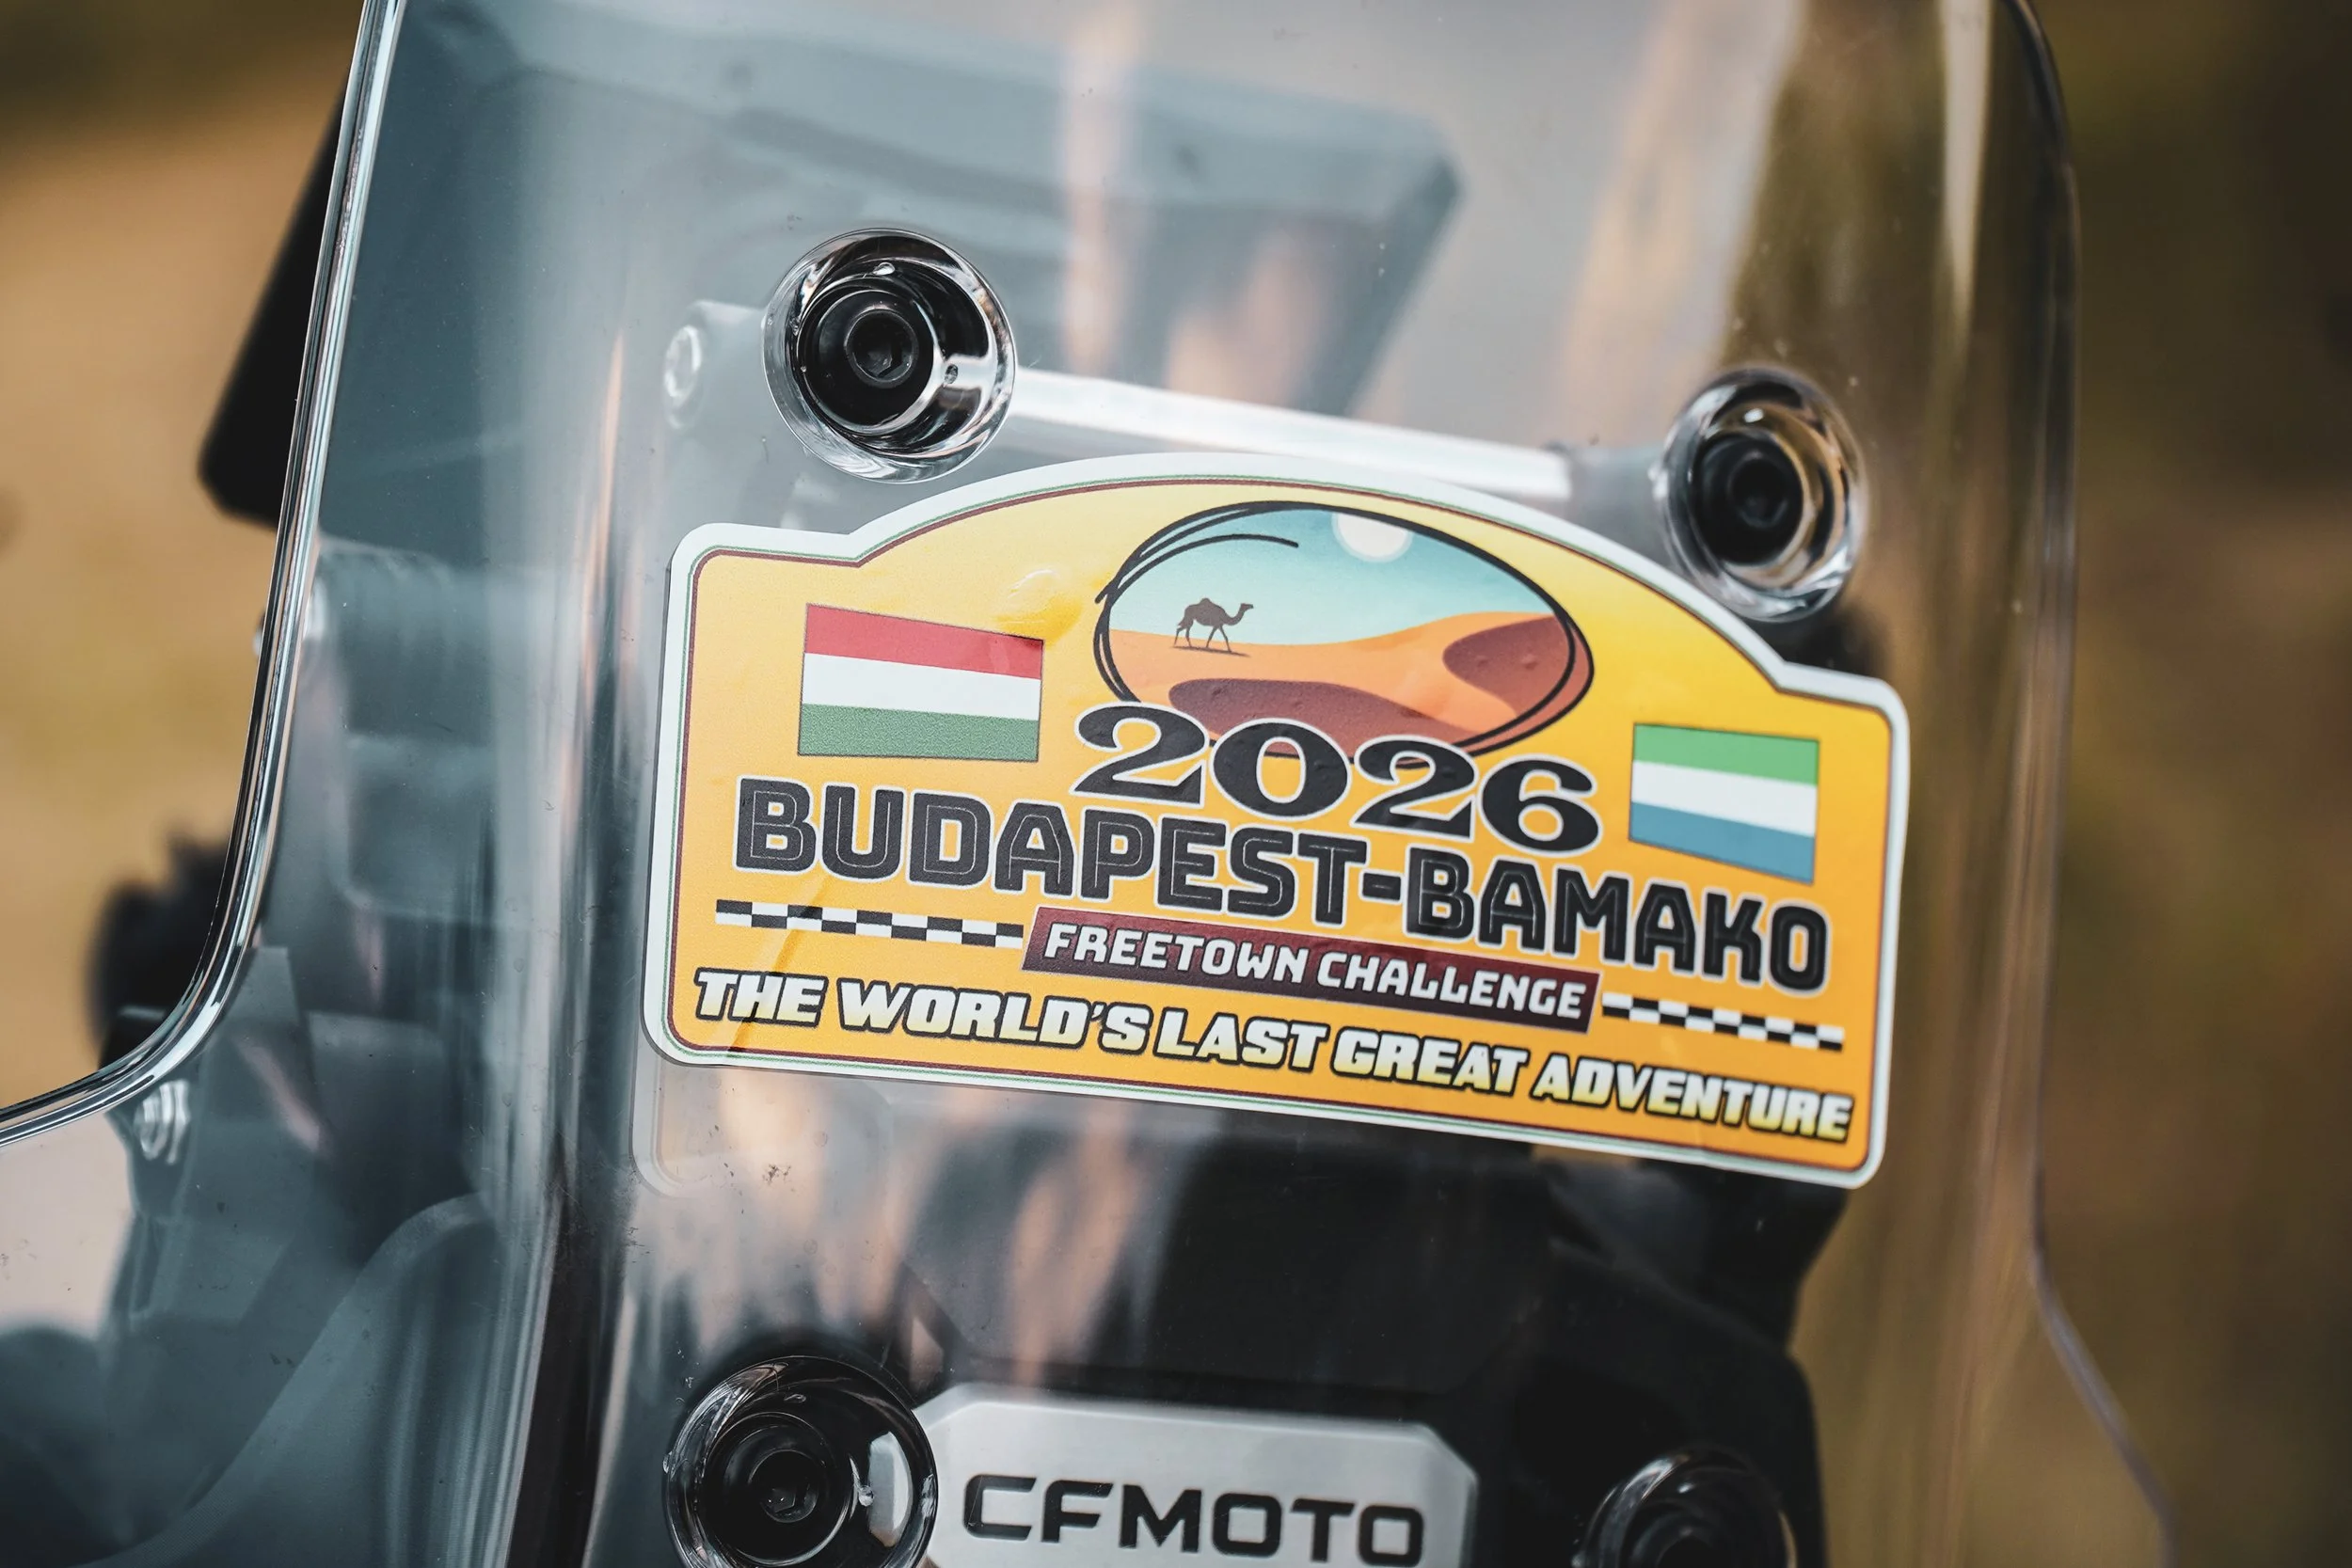 2026
BUDAPEST-BAMAKO
FREETOWN CHALLENGE
THE WORLD'S LAST GREAT ADVENTURE
CFMOTO